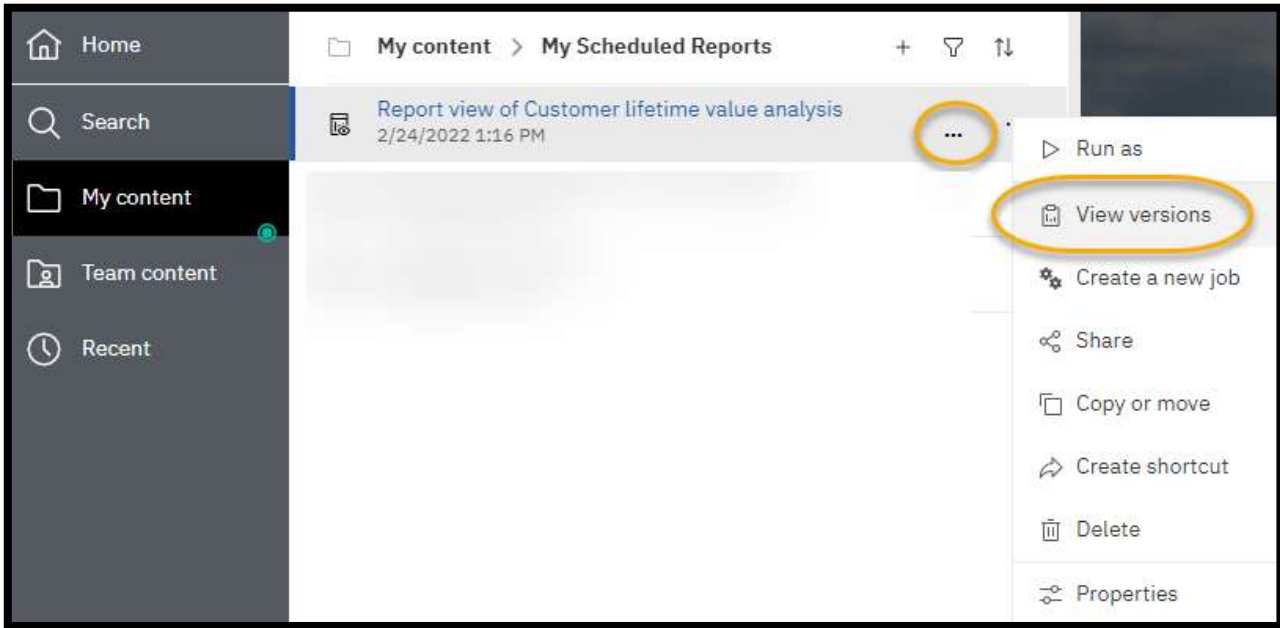 Home
Search
My content
Team content
Recent
My content > My Scheduled Reports
Report view of Customer lifetime value analysis
2/24/2022 1:16 PM
...
Run as
View versions
Create a new job
Share
Copy or move
Create shortcut
Delete
Properties